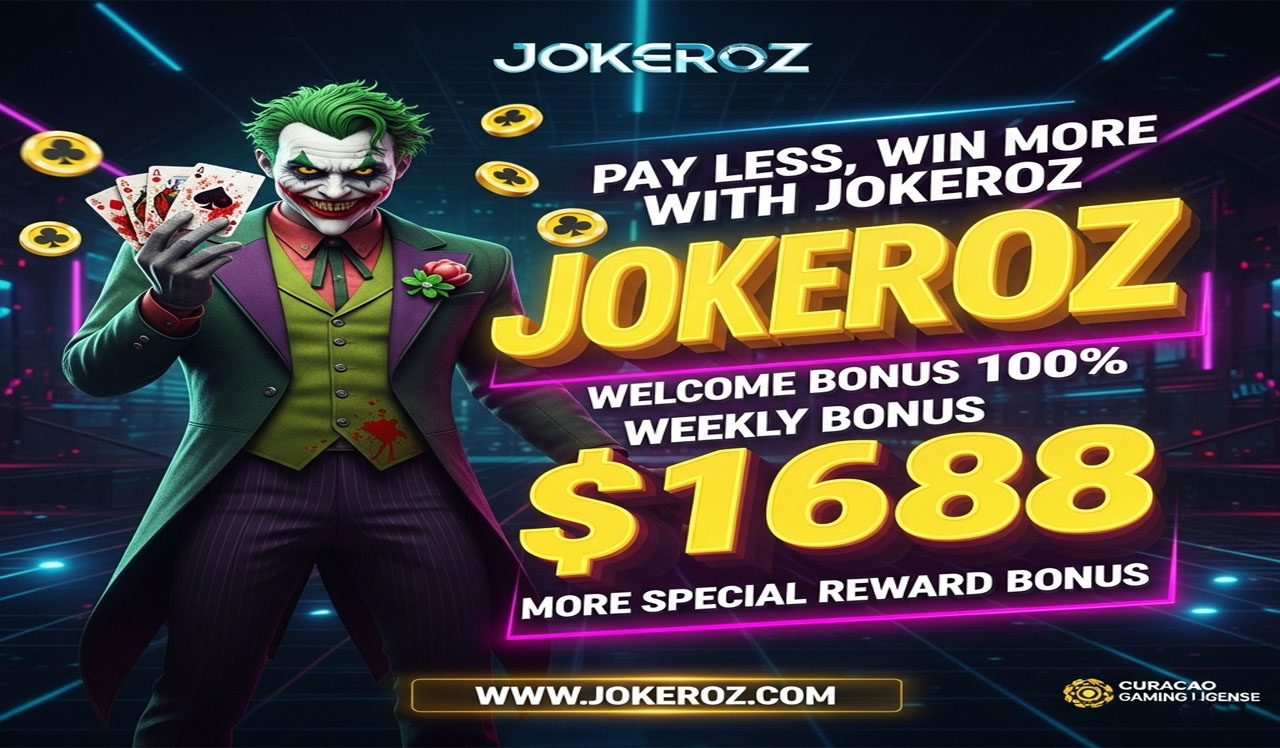 JOKEROZ
PAY LESS, WIN MORE
WITH JOKEROZ
JOKEROZ
WELCOME BONUS 100%
WEEKLY BONUS
$1688
MORE SPECIAL REWARD BONUS
WWW.JOKEROZ.COM
CURACAO
GAMING LIGENSE